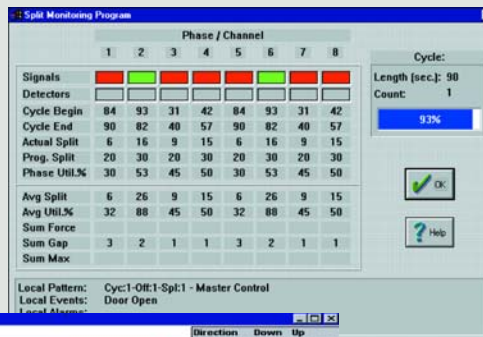 Split Monitoring Program
Phase / Channel
1 2 3 4 5 6 7 8
Signals
Detectors
Cycle Begin 84 93 31 42 84 93 31 42
Cycle End 90 82 40 57 90 82 40 57
Actual Split 6 16 9 15 6 16 9 15
Prog. Split 20 30 20 30 20 30 20 30
Phase Util.% 30 53 45 50 30 53 45 50
Avg Split 6 26 9 15 6 26 9 15
Avg Util.% 32 88 45 50 32 88 45 50
Sum Force
Sum Gap 3 2 1 1 3 2 1 1
Sum Max
Cycle:
Length (sec.): 90
Count: 1
93%
OK
Help
Local Pattern: Cyc:1-Off:1-Spl:1 - Master Control
Local Events: Door Open
Local Alarms:
Direction Down Up